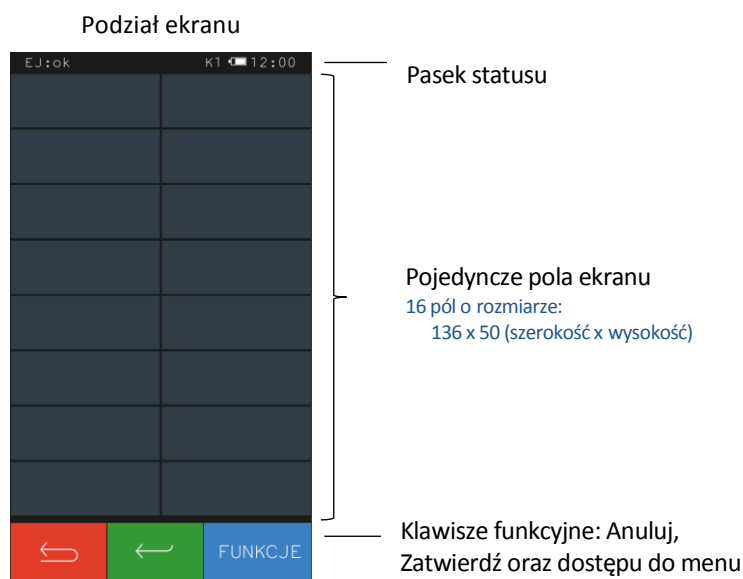 Podział ekranu
EJ:ok K1 12:00
Pasek statusu
Pojedyncze pola ekranu
16 pól o rozmiarze:
136 x 50 (szerokość x wysokość)
FUNKCJE
Klawisze funkcyjne: Anuluj,
Zatwierdź oraz dostępu do menu